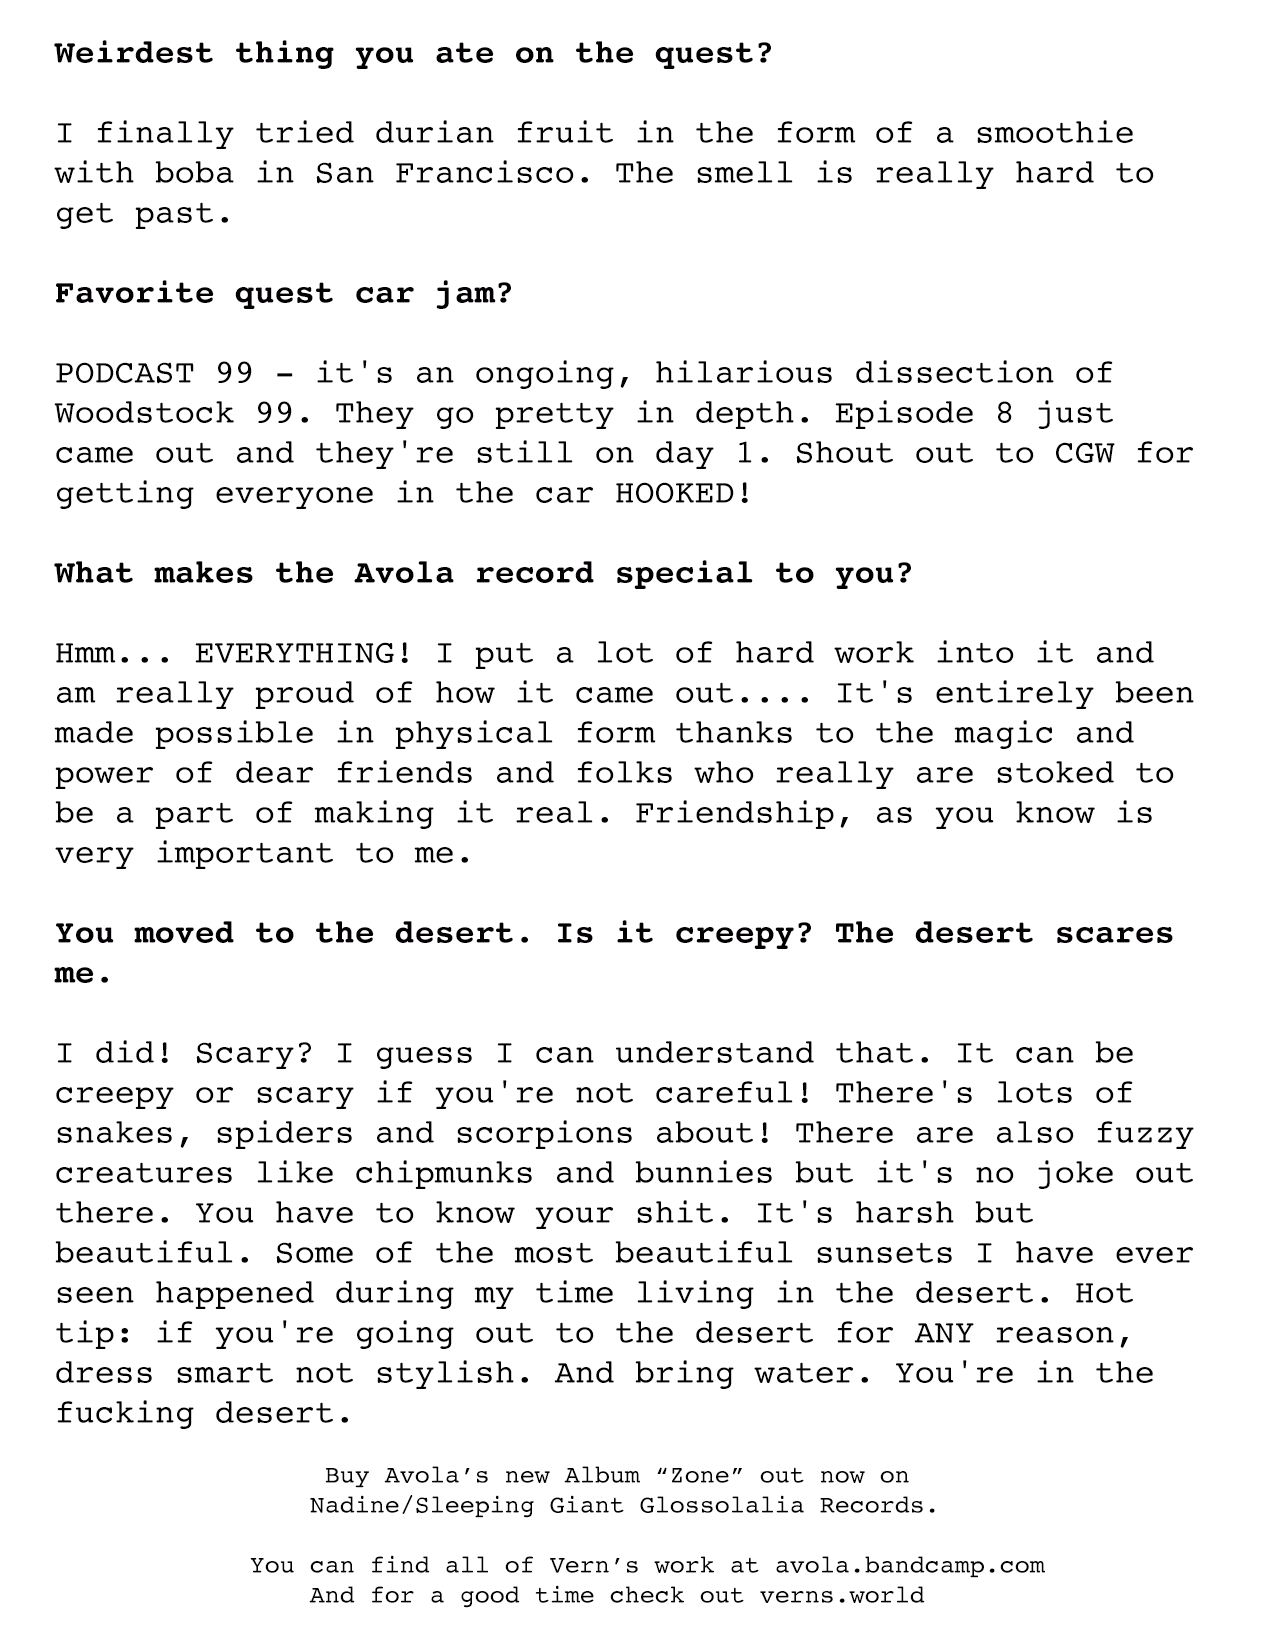 Weirdest thing you ate on the quest?
I finally tried durian fruit in the form of a smoothie
with boba in San Francisco. The smell is really hard to
get past.
Favorite quest car jam?
PODCAST 99 – it's an ongoing, hilarious dissection of
Woodstock 99. They go pretty in depth. Episode 8 just
came out and they're still on day 1. Shout out to CGW for
getting everyone in the car HOOKED!
What makes the Avola record special to you?
Hmm... EVERYTHING! I put a lot of hard work into it and
am really proud of how it came out.... It's entirely been
made possible in physical form thanks to the magic and
power of dear friends and folks who really are stoked to
be a part of making it real. Friendship, as you know is
very important to me.
You moved to the desert. Is it creepy? The desert scares
me.
I did! Scary? I guess I can understand that. It can be
creepy or scary if you're not careful! There's lots of
snakes, spiders and scorpions about! There are also fuzzy
creatures like chipmunks and bunnies but it's no joke out
there. You have to know your shit. It's harsh but
beautiful. Some of the most beautiful sunsets I have ever
seen happened during my time living in the desert. Hot
tip: if you're going out to the desert for ANY reason,
dress smart not stylish. And bring water. You're in the
fucking desert.
Buy Avola’s new Album “Zone” out now on
Nadine/Sleeping Giant Glossolalia Records.
You can find all of Vern’s work at avola.bandcamp.com
And for a good time check out verns.world